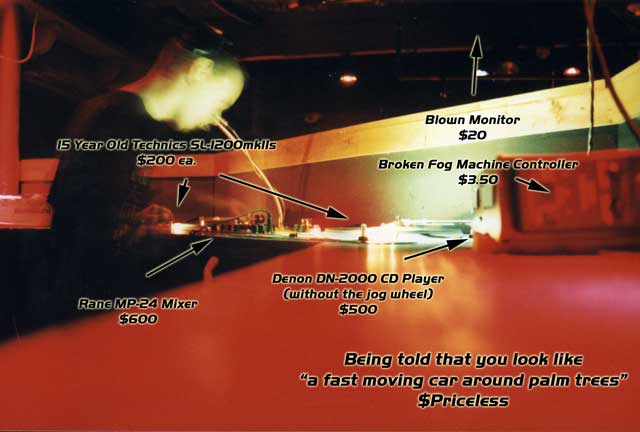 Blown Monitor
$20
15 Year Old Technics SL-1200mkIIs
$200 ea.
Broken Fog Machine Controller
$3.50
Denon DN-2000 CD Player
(without the jog wheel)
$500
Rane MP-24 Mixer
$600
Being told that you look like
"a fast moving car around palm trees"
$Priceless